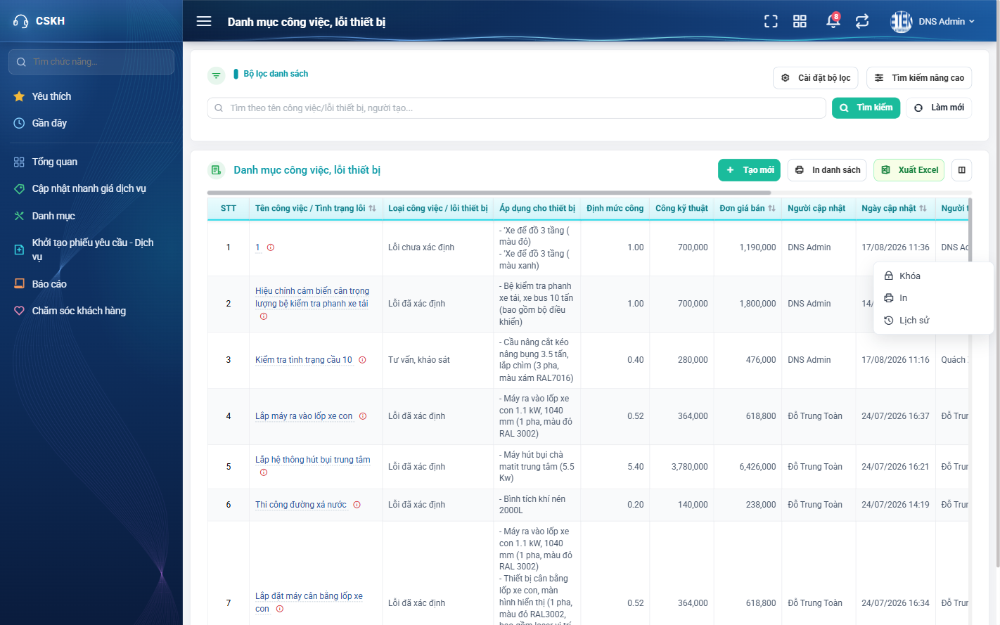 CSKH
Danh mục công việc, lỗi thiết bị
8
DNS Admin
Tìm chức năng...
Yêu thích
Gần đây
Tổng quan
Cập nhật nhanh giá dịch vụ
Danh mục
Khởi tạo phiếu yêu cầu - Dịch
vụ
Báo cáo
Chăm sóc khách hàng
Bộ lọc danh sách
Cài đặt bộ lọc
Tìm kiếm nâng cao
Tìm theo tên công việc/lỗi thiết bị, người tạo...
Tìm kiếm
Làm mới
Danh mục công việc, lỗi thiết bị
Tạo mới
In danh sách
Xuất Excel
STT
Tên công việc / Tình trạng lỗi
Loại công việc / lỗi thiết bị
Áp dụng cho thiết bị
Định mức công
Công kỹ thuật
Đơn giá bán
Người cập nhật
Ngày cập nhật
Người t
1
1
Lỗi chưa xác định
- 'Xe để đồ 3 tầng (
màu đỏ)
- 'Xe để đồ 3 tầng (
màu xanh)
1.00
700,000
1,190,000
DNS Admin
17/08/2026 11:36
DNS Ad
2
Hiệu chỉnh cảm biến cân trọng
lượng bệ kiểm tra phanh xe tải
Lỗi đã xác định
- Bệ kiểm tra phanh
xe tải, xe bus 10 tấn
(bao gồm bộ điều
khiển)
1.00
700,000
1,800,000
DNS Admin
14/
Khóa
In
Lịch sử
3
Kiểm tra tình trạng cầu 10
Tư vấn, khảo sát
- Cầu nâng cắt kéo
nâng bụng 3.5 tấn,
lắp chìm (3 pha,
màu xám RAL7016)
0.40
280,000
476,000
DNS Admin
17/08/2026 11:16
Quách
4
Lắp máy ra vào lốp xe con
Lỗi đã xác định
- Máy ra vào lốp xe
con 1.1 kW, 1040
mm (1 pha, màu đỏ
RAL 3002)
0.52
364,000
618,800
Đỗ Trung Toàn
24/07/2026 16:37
Đỗ Trun
5
Lắp hệ thông hút bụi trung tâm
Lỗi đã xác định
- Máy hút bụi chà
matit trung tâm (5.5
Kw)
5.40
3,780,000
6,426,000
Đỗ Trung Toàn
24/07/2026 16:21
Đỗ Trun
6
Thi công đường xả nước
Lỗi đã xác định
- Bình tích khí nén
2000L
0.20
140,000
238,000
Đỗ Trung Toàn
24/07/2026 14:19
Đỗ Trun
7
Lắp đặt máy cân bằng lốp xe
con
Lỗi đã xác định
- Máy ra vào lốp xe
con 1.1 kW, 1040
mm (1 pha, màu đỏ
RAL 3002)
- Thiết bị cân bằng
lốp xe con, màn
hình hiển thị (1 pha,
màu đỏ RAL3002,
bao gồm laser vị trí
0.52
364,000
618,800
Đỗ Trung Toàn
24/07/2026 16:34
Đỗ Trun